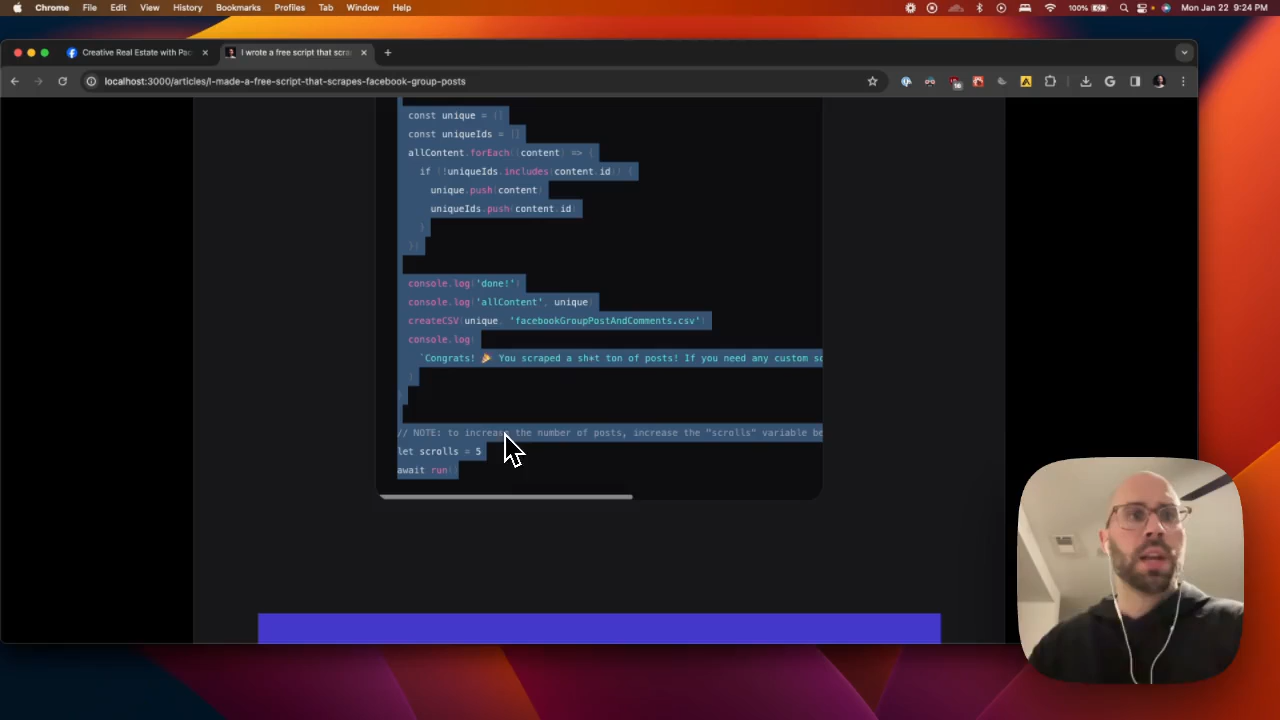 Chrome File Edit View History Bookmarks Profiles Tab Window Help 100% Mon Jan 22 9:24 PM
Creative Real Estate with Pac I wrote a free script that scra
localhost:3000/articles/I-made-a-free-script-that-scrapes-facebook-group-posts
const unique = []
const uniqueIds = []
allContent.forEach((content) => {
if (!uniqueIds.includes(content.id)) {
unique.push(content)
uniqueIds.push(content.id)
}
})
console.log('done!')
console.log('allContent', unique)
createCSV(unique, 'facebookGroupPostAndComments.csv')
console.log(
`Congrats! 🎉 You scraped a sh*t ton of posts! If you need any custom sc
)
}
// NOTE: to increase the number of posts, increase the "scrolls" variable be
let scrolls = 5
await run()